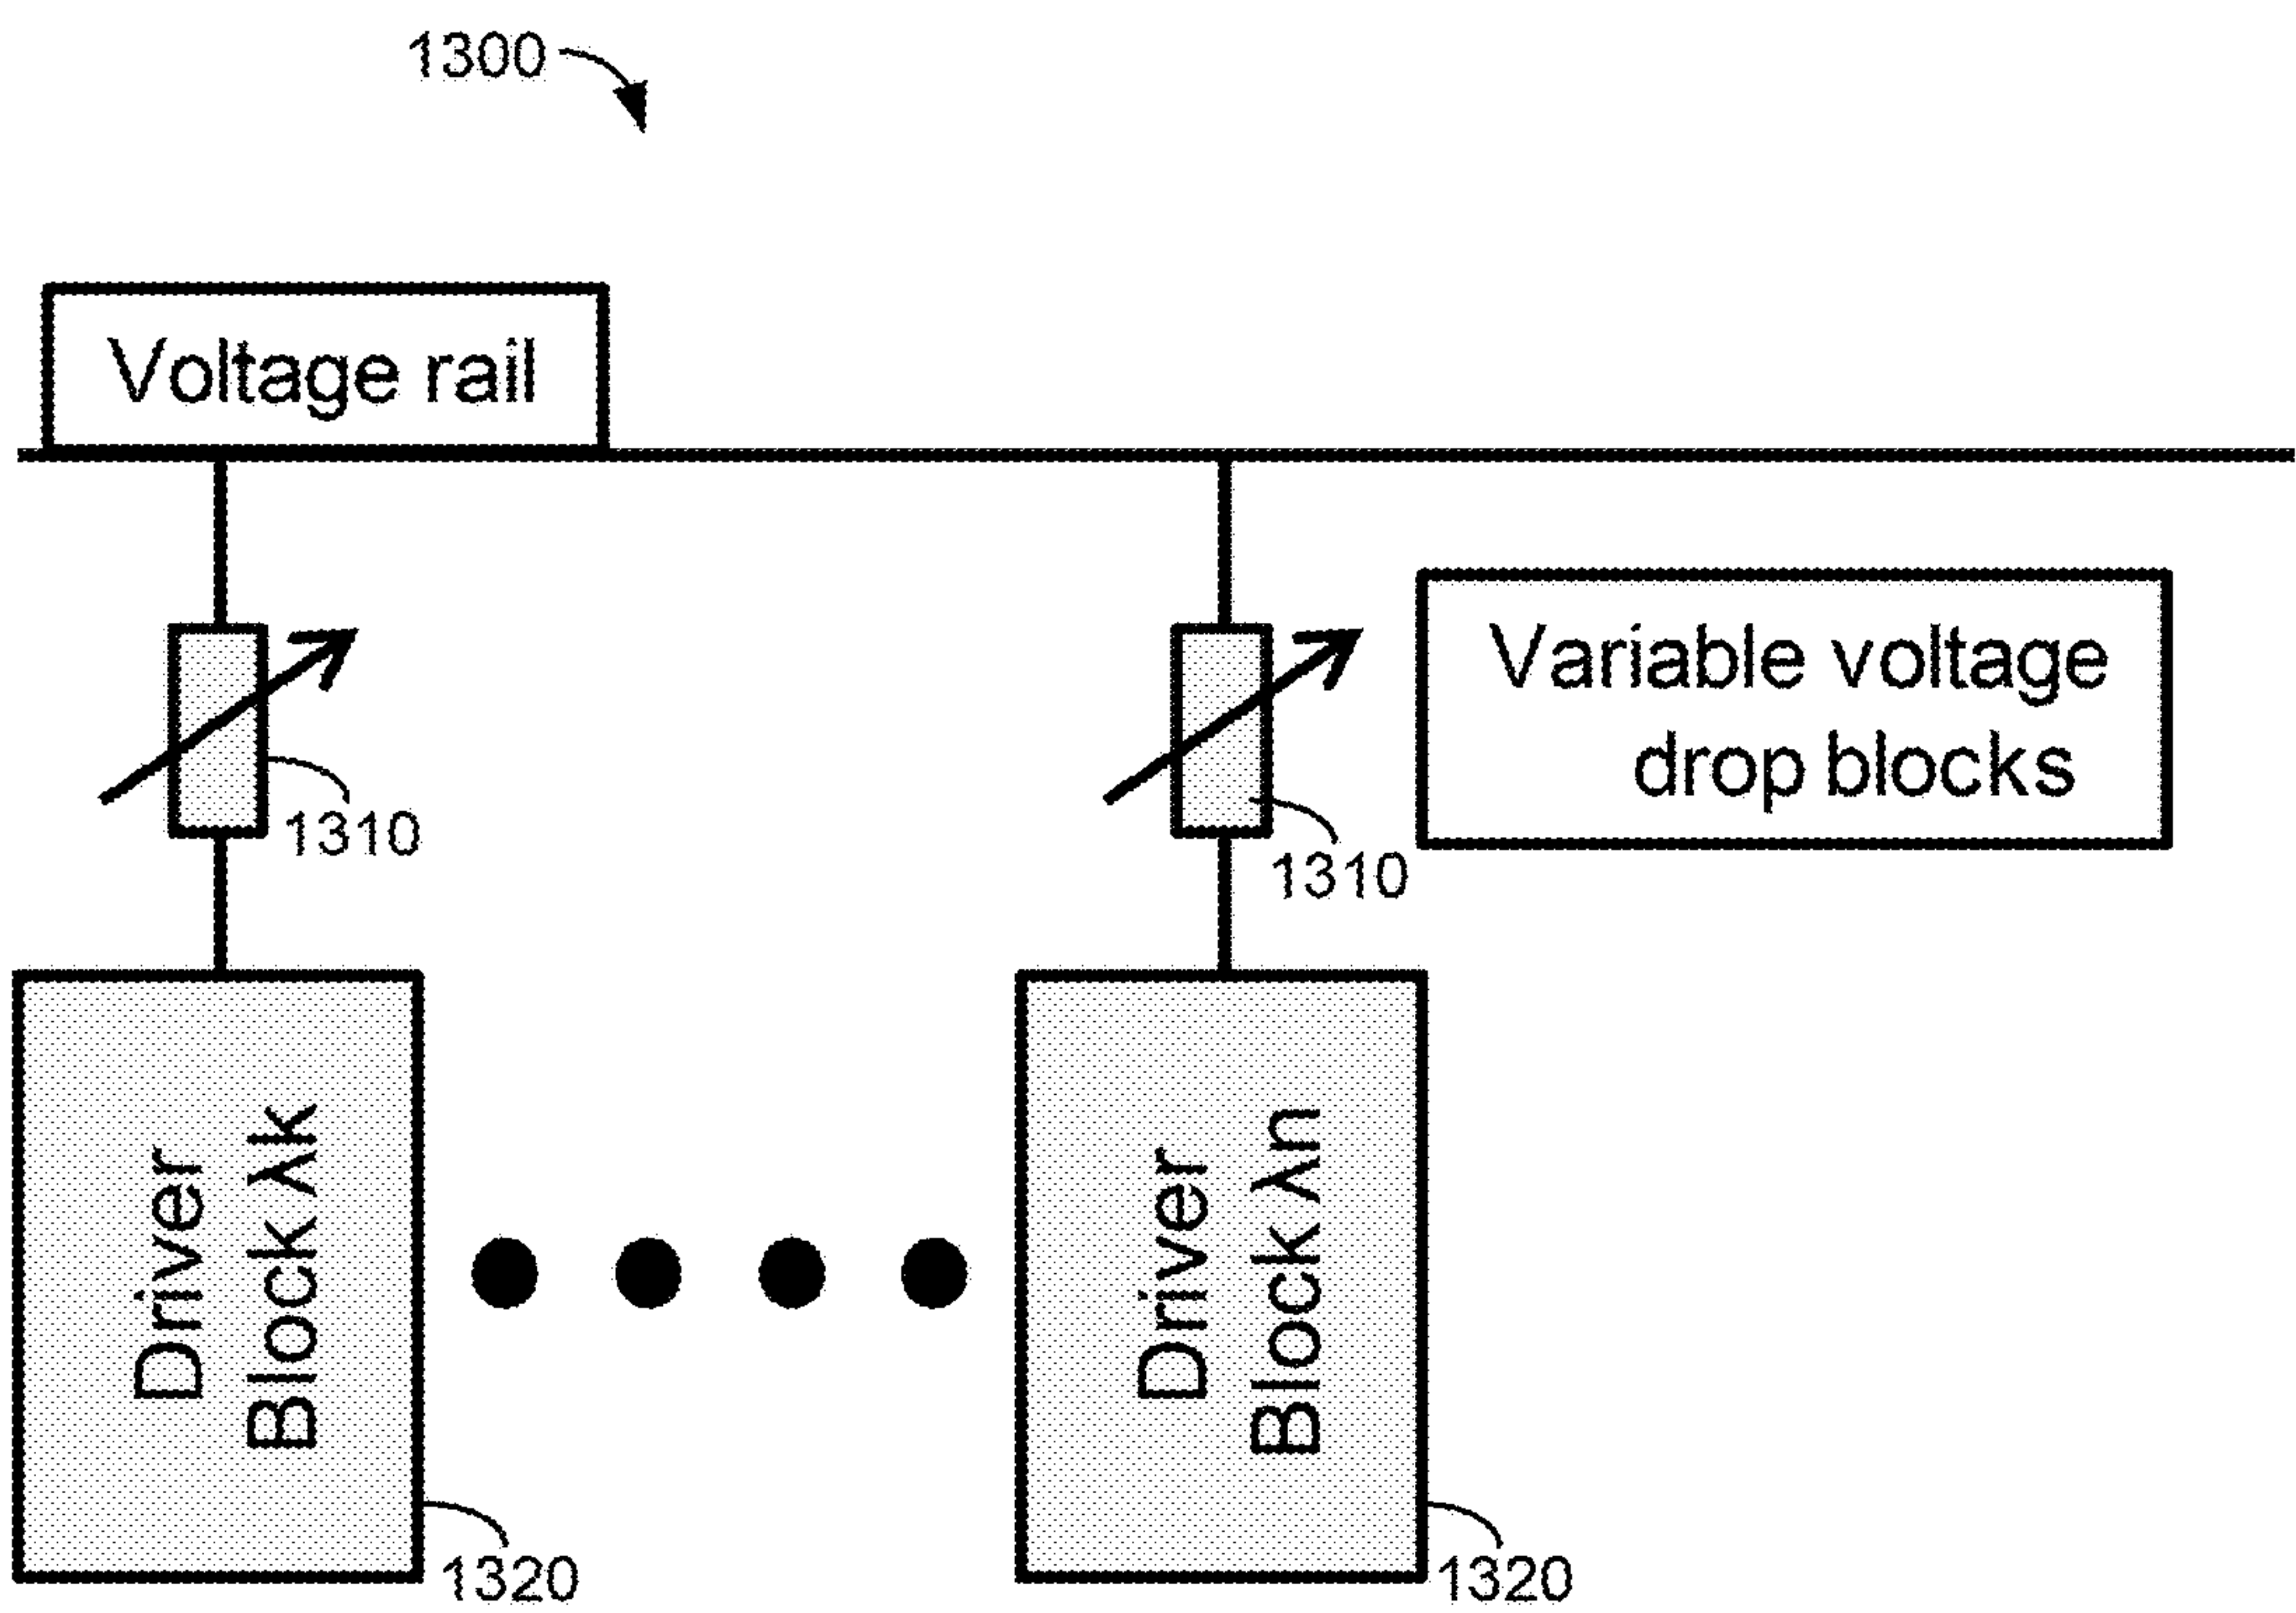 1300
Voltage rail
Variable voltage
drop blocks
1310
1310
Driver
Block λk
Driver
Block λn
1320
1320